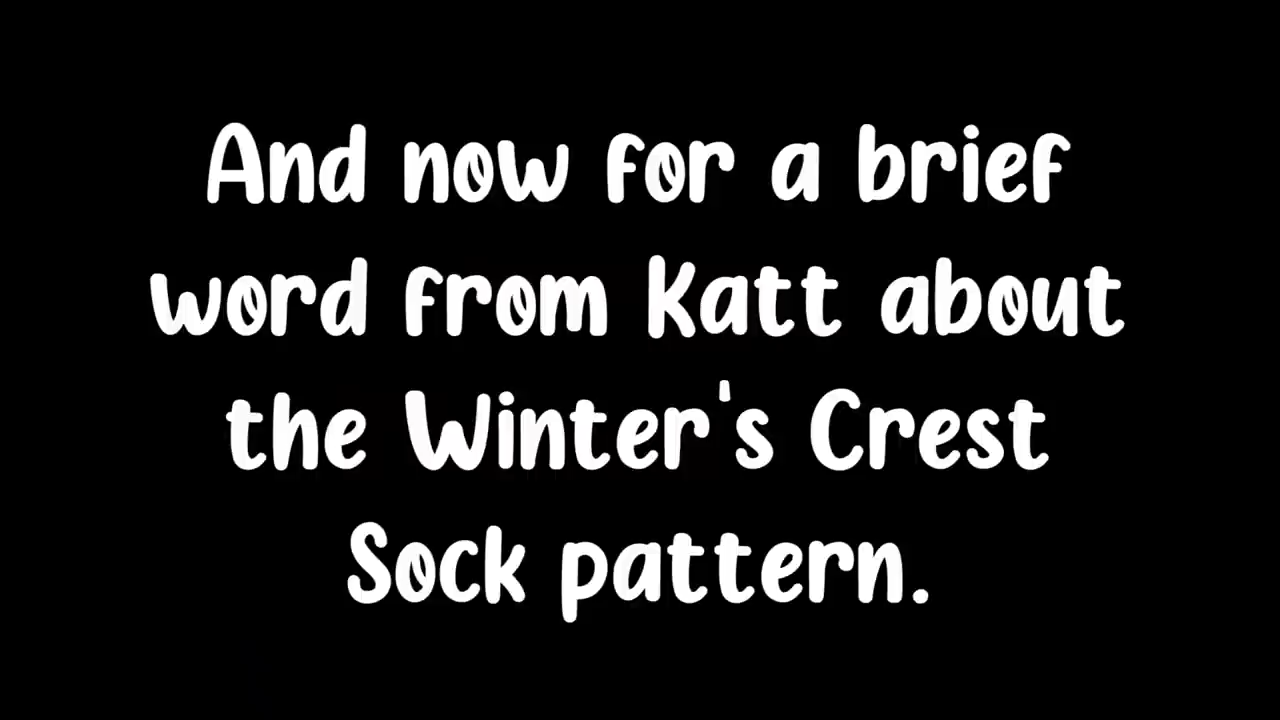 And now for a brief
word from Katt about
the Winter's Crest
Sock pattern.